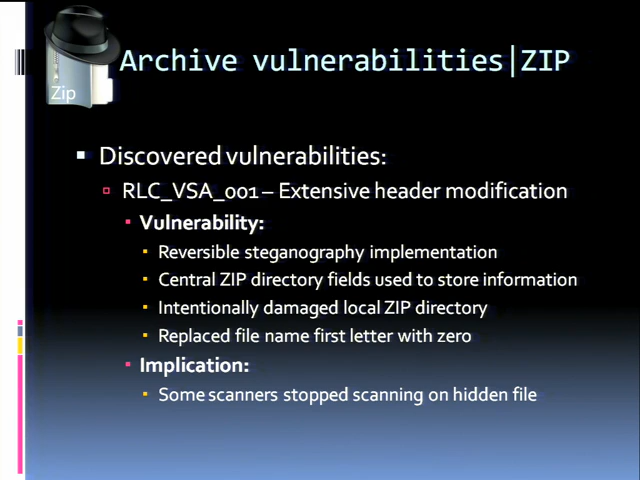 Archive vulnerabilities|ZIP
Zip
Discovered vulnerabilities:
RLC_VSA_001 – Extensive header modification
Vulnerability:
Reversible steganography implementation
Central ZIP directory fields used to store information
Intentionally damaged local ZIP directory
Replaced file name first letter with zero
Implication:
Some scanners stopped scanning on hidden file